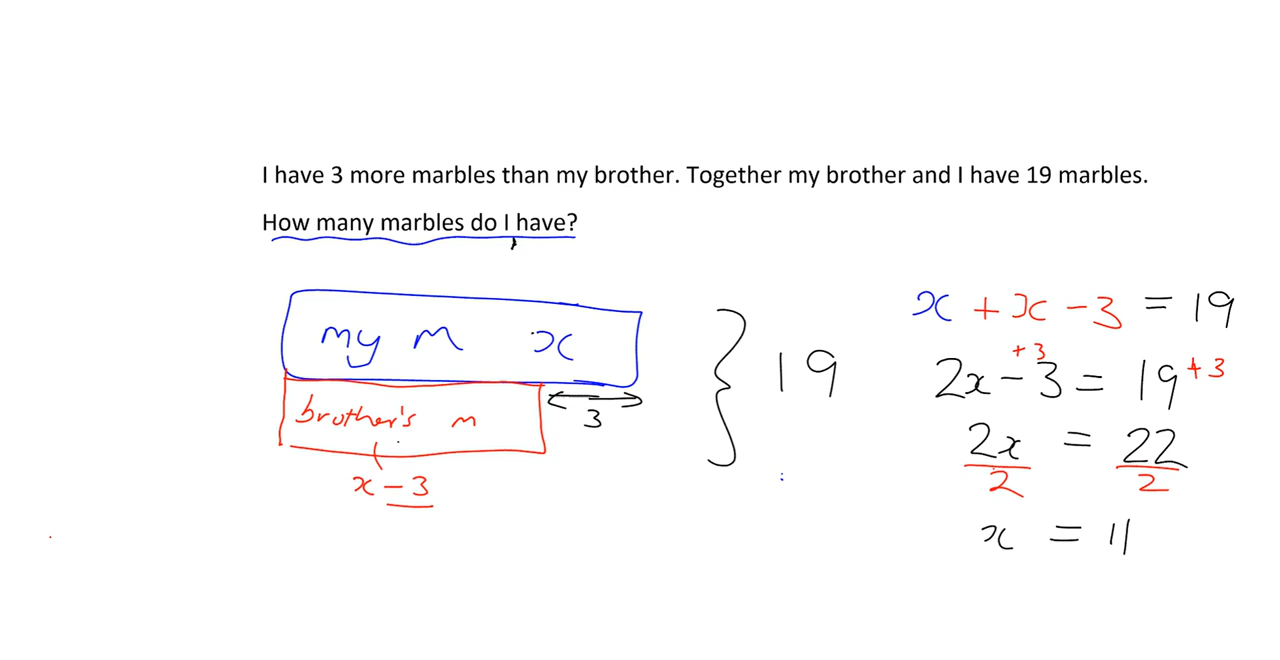 I have 3 more marbles than my brother. Together my brother and I have 19 marbles.
How many marbles do I have?
my m x
brother's m
3
x - 3
19
x + x - 3 = 19
+3
2x - 3 = 19 +3
2x = 22
2 2
x = 11